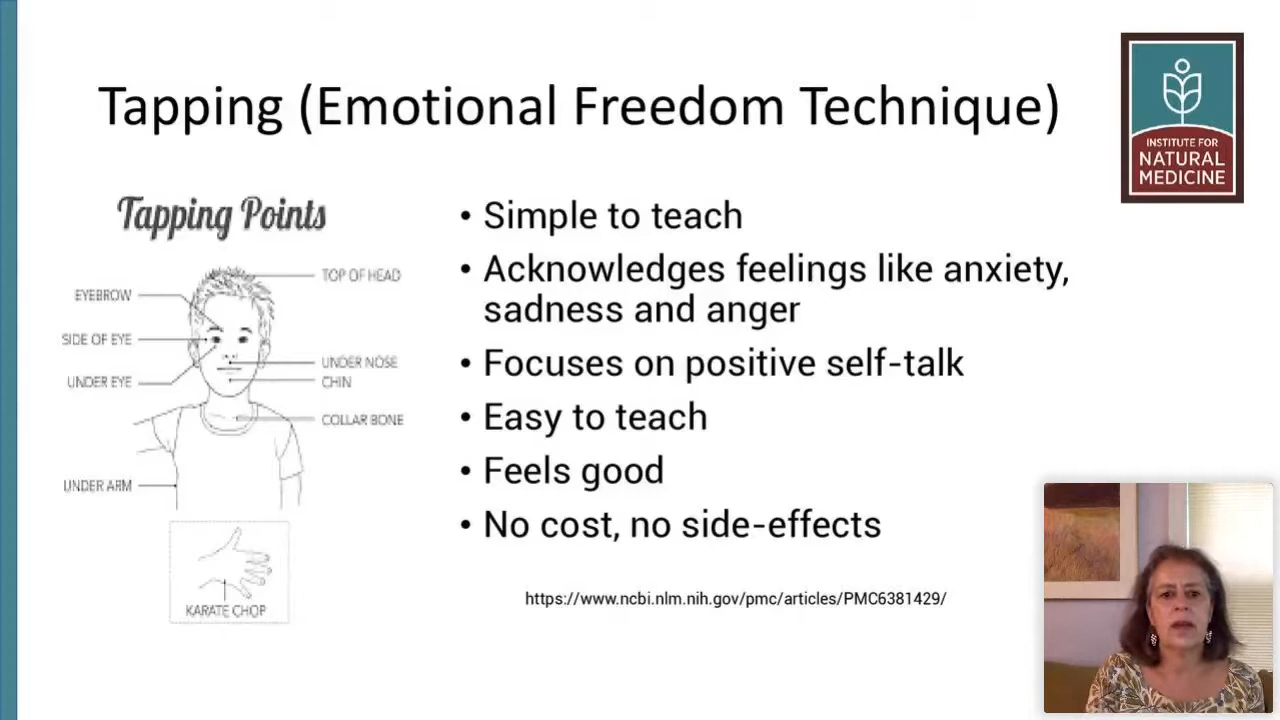 Tapping (Emotional Freedom Technique)
INSTITUTE FOR
NATURAL
MEDICINE
Tapping Points
TOP OF HEAD
EYEBROW
SIDE OF EYE
UNDER NOSE
UNDER EYE
CHIN
COLLAR BONE
UNDER ARM
KARATE CHOP
• Simple to teach
• Acknowledges feelings like anxiety,
sadness and anger
• Focuses on positive self-talk
• Easy to teach
• Feels good
• No cost, no side-effects
https://www.ncbi.nlm.nih.gov/pmc/articles/PMC6381429/